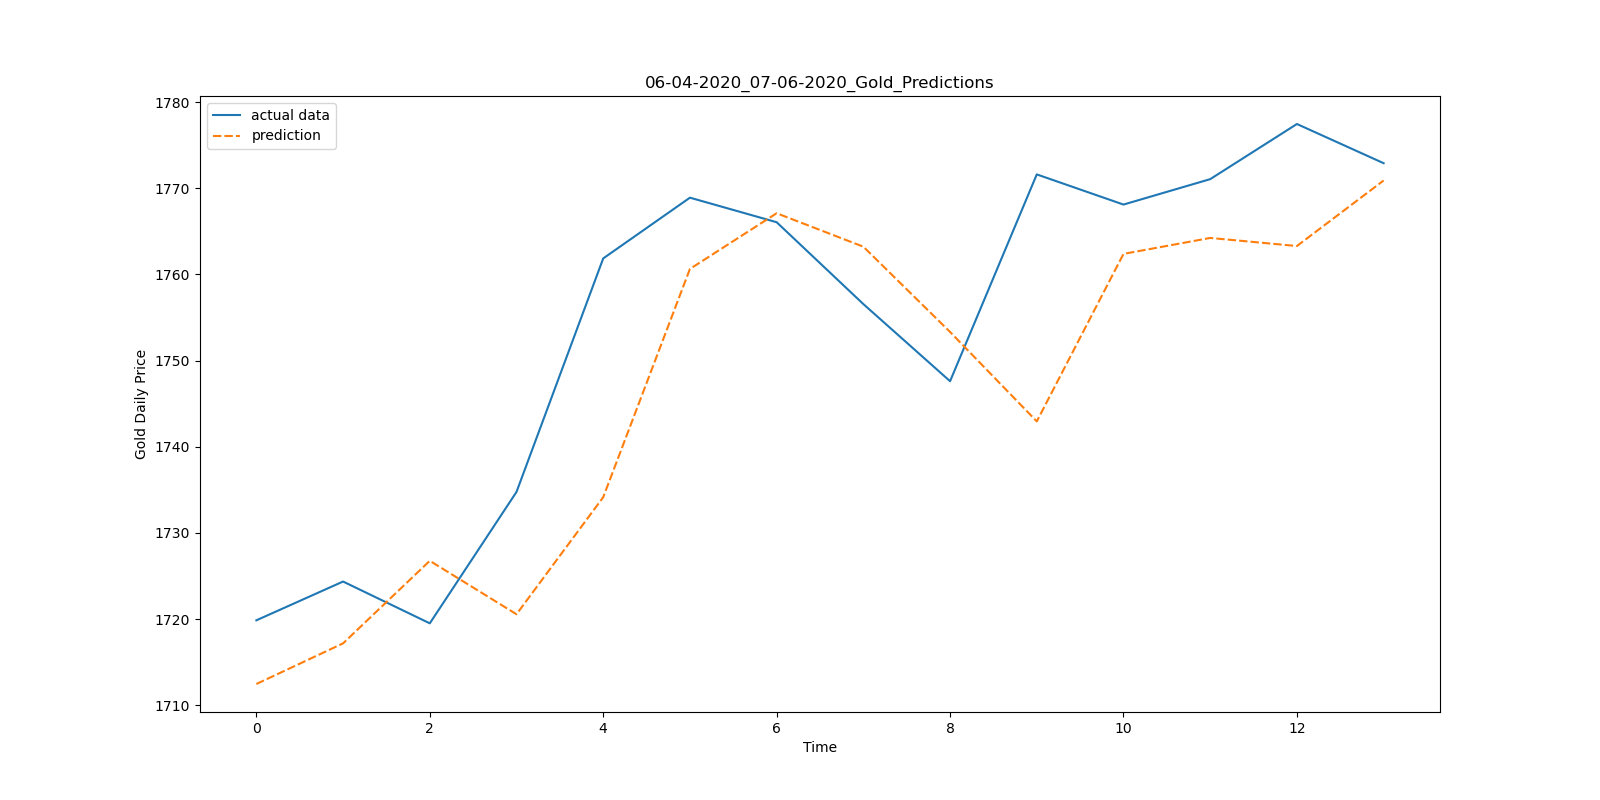 06-04-2020_07-06-2020_Gold_Predictions
actual data
prediction
1780
1770
1760
1750
1740
1730
1720
1710
Gold Daily Price
0 2 4 6 8 10 12
Time